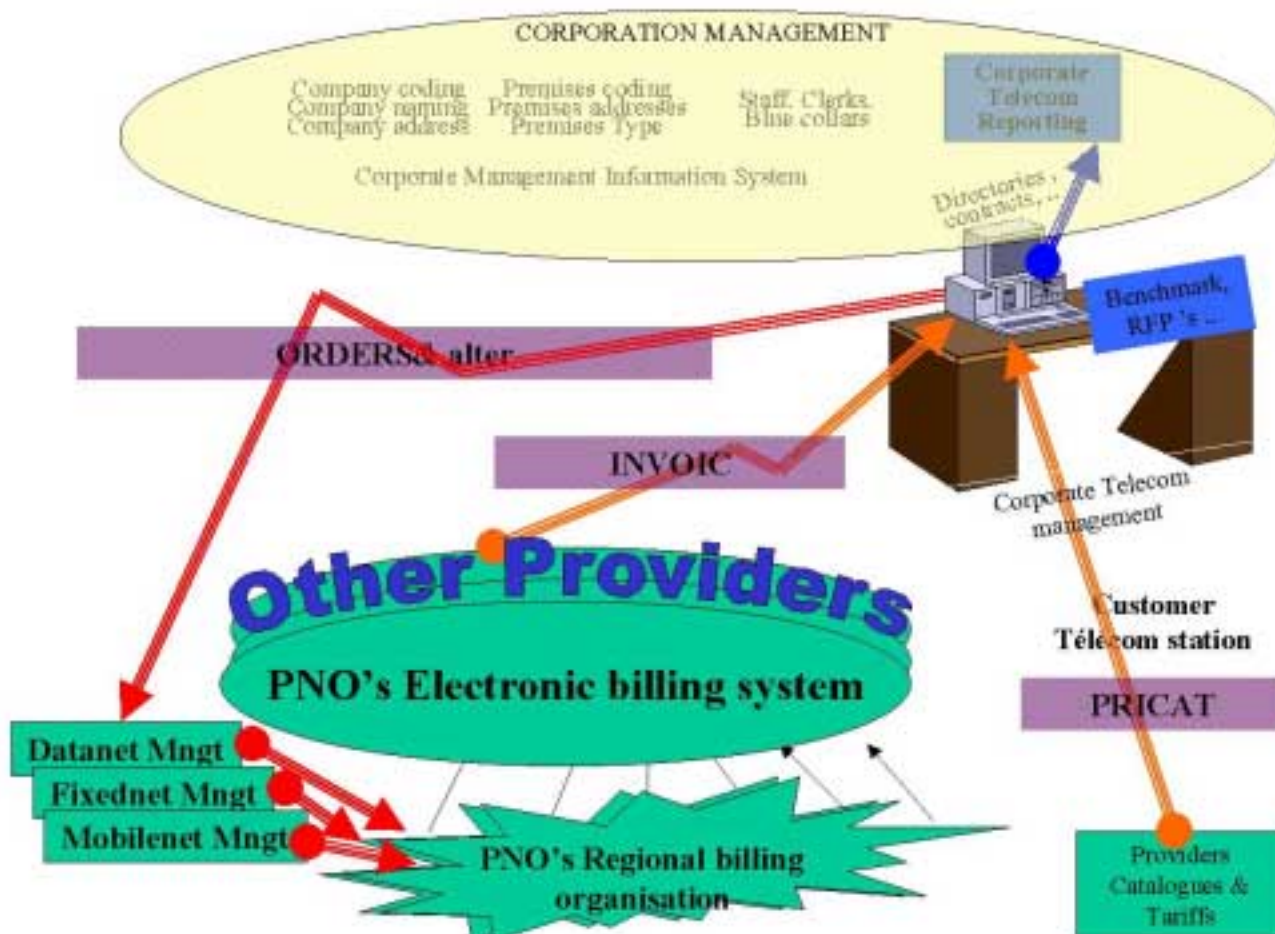 CORPORATION MANAGEMENT
Company coding
Company naming
Company address
Premises coding
Premises addresses
Premises Type
Staff, Clerks,
Blue collars
Corporate
Telecom
Reporting
Corporate Management Information System
Directories,
contracts, ..
Benchmark,
RFP 's ..
ORDERS& alter
INVOIC
Corporate Telecom
management
Other Providers
PNO's Electronic billing system
Customer
Télécom station
PRICAT
Datanet Mngt
Fixednet Mngt
Mobilenet Mngt
PNO's Regional billing
organisation
Providers
Catalogues &
Tariffs